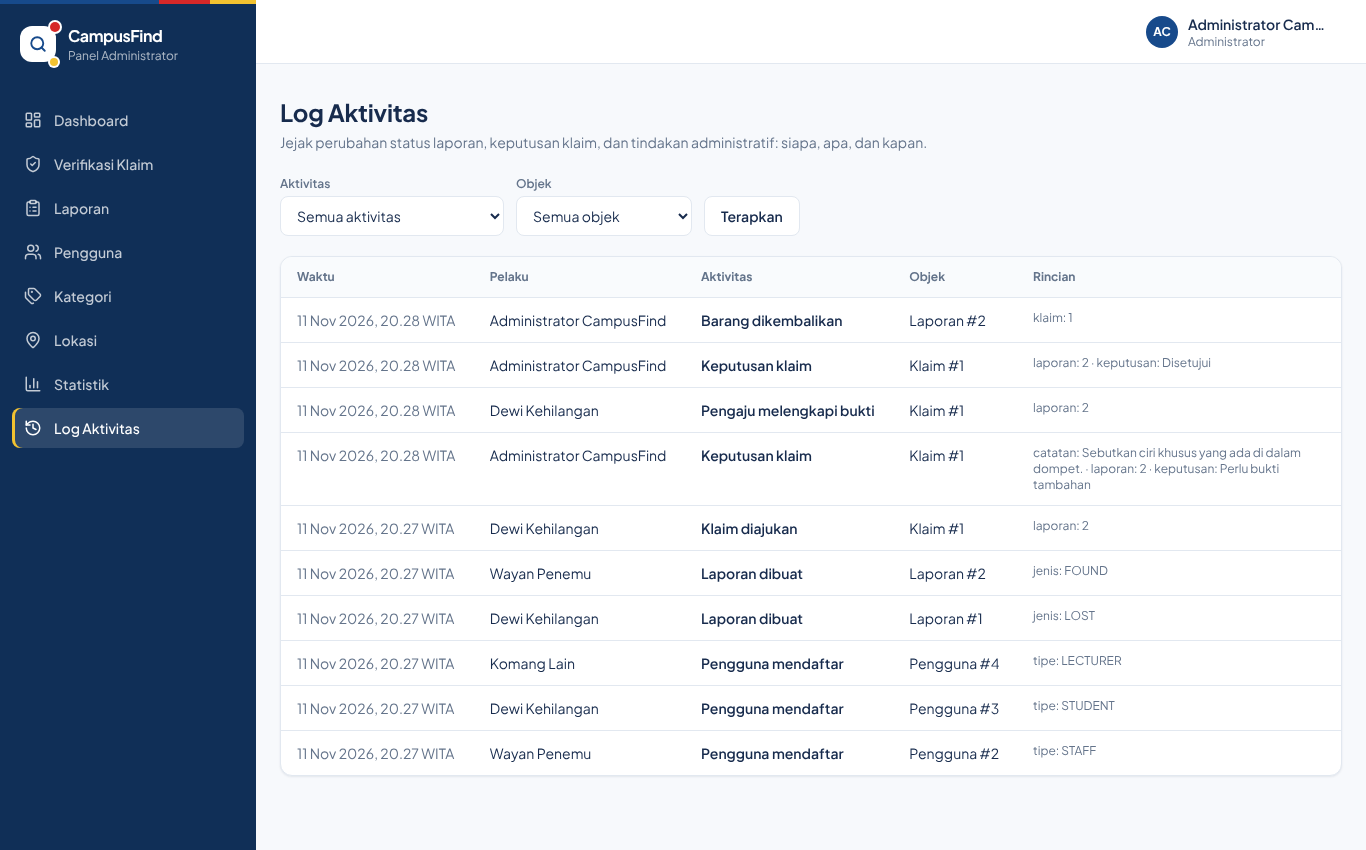 CampusFind
Panel Administrator
Dashboard
Verifikasi Klaim
Laporan
Pengguna
Kategori
Lokasi
Statistik
Log Aktivitas
AC
Administrator Cam...
Administrator
Log Aktivitas
Jejak perubahan status laporan, keputusan klaim, dan tindakan administratif: siapa, apa, dan kapan.
Aktivitas Objek
Semua aktivitas Semua objek Terapkan
Waktu Pelaku Aktivitas Objek Rincian
11 Nov 2026, 20.28 WITA Administrator CampusFind Barang dikembalikan Laporan #2 klaim: 1
11 Nov 2026, 20.28 WITA Administrator CampusFind Keputusan klaim Klaim #1 laporan: 2 · keputusan: Disetujui
11 Nov 2026, 20.28 WITA Dewi Kehilangan Pengaju melengkapi bukti Klaim #1 laporan: 2
11 Nov 2026, 20.28 WITA Administrator CampusFind Keputusan klaim Klaim #1 catatan: Sebutkan ciri khusus yang ada di dalam
dompet. · laporan: 2 · keputusan: Perlu bukti
tambahan
11 Nov 2026, 20.27 WITA Dewi Kehilangan Klaim diajukan Klaim #1 laporan: 2
11 Nov 2026, 20.27 WITA Wayan Penemu Laporan dibuat Laporan #2 jenis: FOUND
11 Nov 2026, 20.27 WITA Dewi Kehilangan Laporan dibuat Laporan #1 jenis: LOST
11 Nov 2026, 20.27 WITA Komang Lain Pengguna mendaftar Pengguna #4 tipe: LECTURER
11 Nov 2026, 20.27 WITA Dewi Kehilangan Pengguna mendaftar Pengguna #3 tipe: STUDENT
11 Nov 2026, 20.27 WITA Wayan Penemu Pengguna mendaftar Pengguna #2 tipe: STAFF